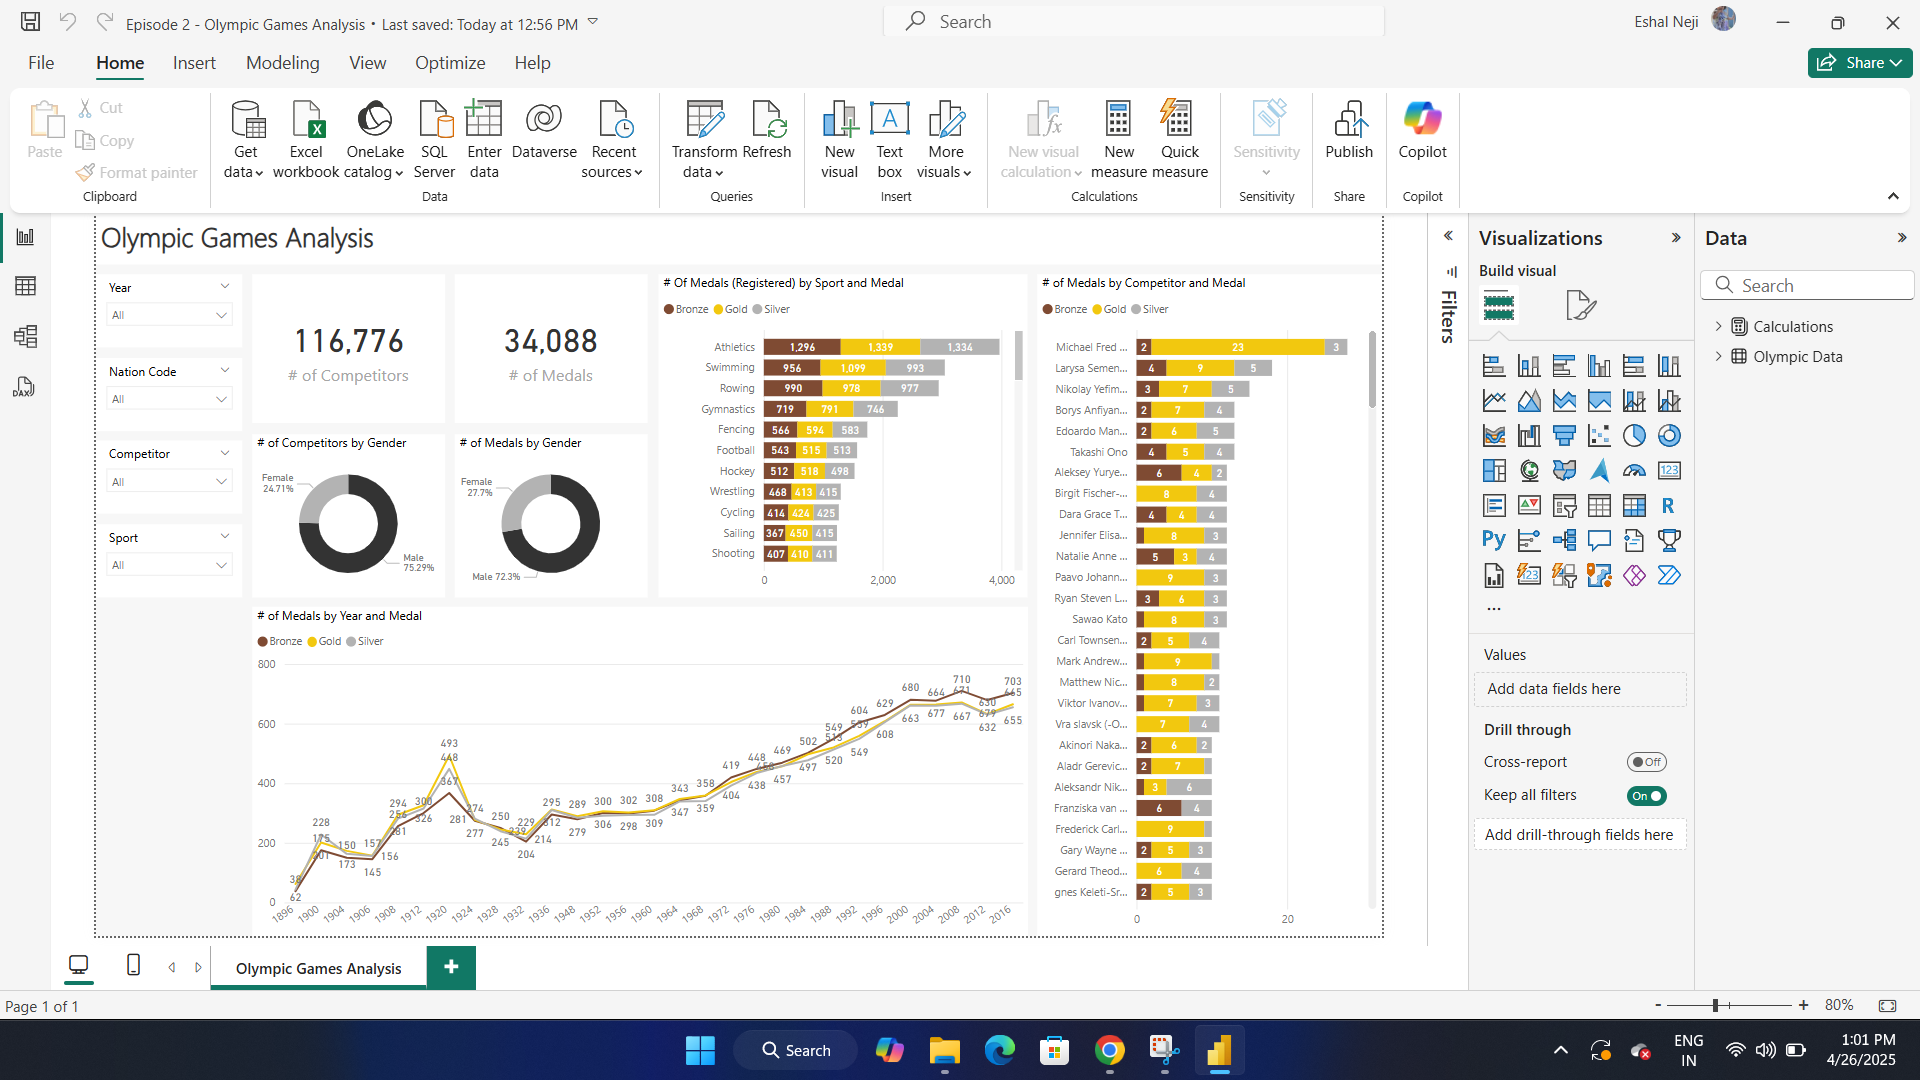 Episode 2 - Olympic Games Analysis • Last saved: Today at 12:56 PM
Search
Eshal Neji
File Home Insert Modeling View Optimize Help
Share
Paste
Cut
Copy
Format painter
Clipboard
Get data
Excel workbook
OneLake catalog
SQL Server
Enter data
Dataverse
Recent sources
Data
Transform data
Refresh
Queries
New visual
Text box
More visuals
Insert
New visual calculation
New measure
Quick measure
Calculations
Sensitivity
Sensitivity
Publish
Share
Copilot
Copilot
Olympic Games Analysis
Year
All
Nation Code
All
Competitor
All
Sport
All
116,776
# of Competitors
34,088
# of Medals
# of Competitors by Gender
Female
24.71%
Male
75.29%
# of Medals by Gender
Female
27.7%
Male 72.3%
# Of Medals (Registered) by Sport and Medal
Bronze Gold Silver
Athletics 1,296 1,339 1,334
Swimming 956 1,099 993
Rowing 990 978 977
Gymnastics 719 791 746
Fencing 566 594 583
Football 543 515 513
Hockey 512 518 498
Wrestling 468 413 415
Cycling 414 424 425
Sailing 367 450 415
Shooting 407 410 411
0 2,000 4,000
# of Medals by Competitor and Medal
Bronze Gold Silver
Michael Fred ... 2 23 3
Larysa Semen... 4 9 5
Nikolay Yefim... 3 7 5
Borys Anfiyan... 2 7 4
Edoardo Man... 2 6 5
Takashi Ono 4 5 4
Aleksey Yurye... 6 4 2
Birgit Fischer-... 8 4
Dara Grace T... 4 4 4
Jennifer Elisa... 8 3
Natalie Anne ... 5 3 4
Paavo Johann... 9 3
Ryan Steven L... 3 6 3
Sawao Kato 8 3
Carl Townsen... 2 5 4
Mark Andrew... 9
Matthew Nic... 8 2
Viktor Ivanov... 7 3
Vra slavsk (-O... 7 4
Akinori Naka... 2 6 2
Aladr Gerevic... 2 7
Aleksandr Nik... 3 6
Franziska van ... 6 4
Frederick Carl... 9
Gary Wayne ... 2 5 3
Gerard Theod... 6 4
gnes Keleti-Sr... 2 5 3
0 20
# of Medals by Year and Medal
Bronze Gold Silver
800
600
400
200
0
38 62 228 175 201 150 173 157 145 156 294 256 281 300 326 493 448 367 281 274 277 250 245 229 239 204 214 295 312 289 279 300 306 302 298 308 309 343 347 358 359 419 404 448 438 469 457 502 497 549 513 520 604 559 549 629 608 680 663 664 677 710 671 667 630 679 632 703 665 655
1896 1900 1904 1906 1908 1912 1920 1924 1928 1932 1936 1948 1952 1956 1960 1964 1968 1972 1976 1980 1984 1988 1992 1996 2000 2004 2008 2012 2016
Filters
Visualizations
Build visual
123
R
Py
123
...
Values
Add data fields here
Drill through
Cross-report
Off
Keep all filters
On
Add drill-through fields here
Data
Search
Calculations
Olympic Data
DAX
Olympic Games Analysis
+
Page 1 of 1
- + 80%
Search
ENG
IN
1:01 PM
4/26/2025